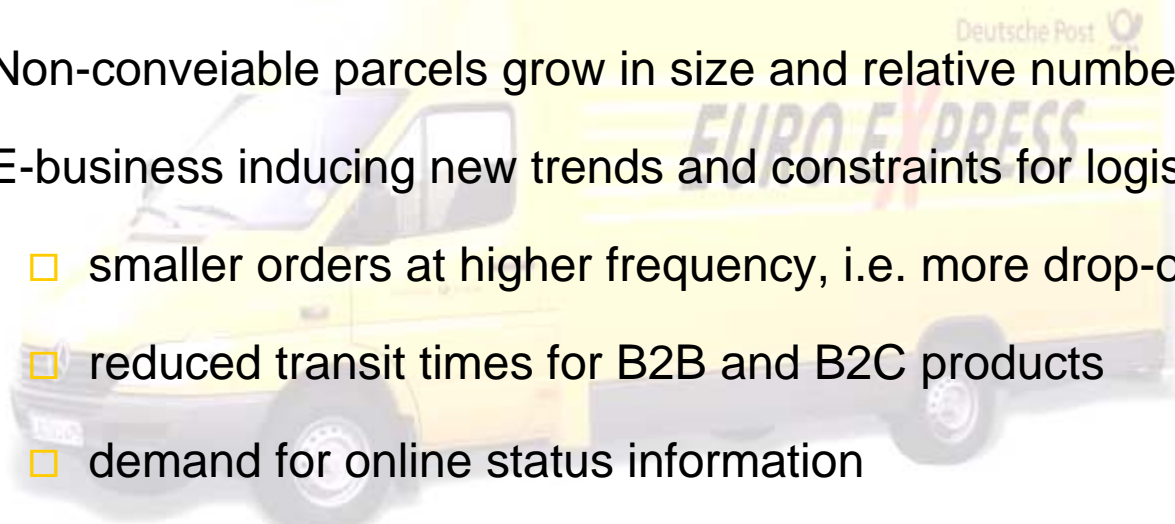 Deutsche Post
Non-conveiable parcels grow in size and relative numbe
EURO EXPRESS
E-business inducing new trends and constraints for logis
smaller orders at higher frequency, i.e. more drop-o
reduced transit times for B2B and B2C products
demand for online status information